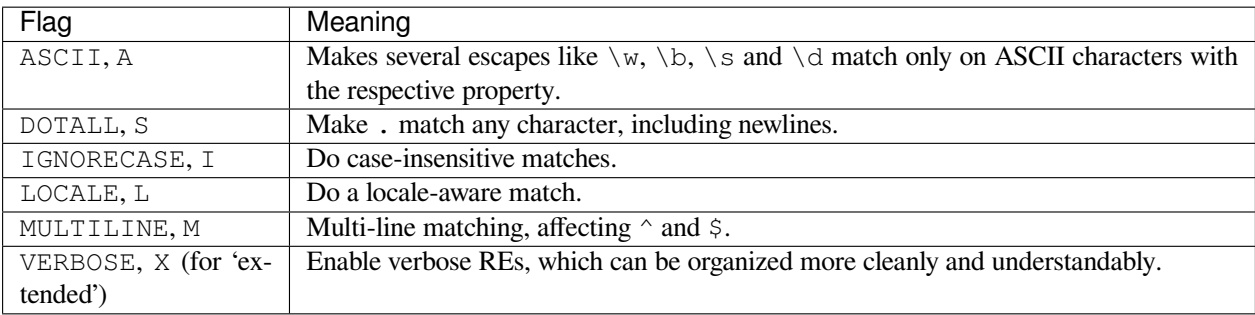 Flag Meaning
ASCII, A Makes several escapes like \w, \b, \s and \d match only on ASCII characters with
the respective property.
DOTALL, S Make . match any character, including newlines.
IGNORECASE, I Do case-insensitive matches.
LOCALE, L Do a locale-aware match.
MULTILINE, M Multi-line matching, affecting ^ and $.
VERBOSE, X (for ‘ex- Enable verbose REs, which can be organized more cleanly and understandably.
tended’)